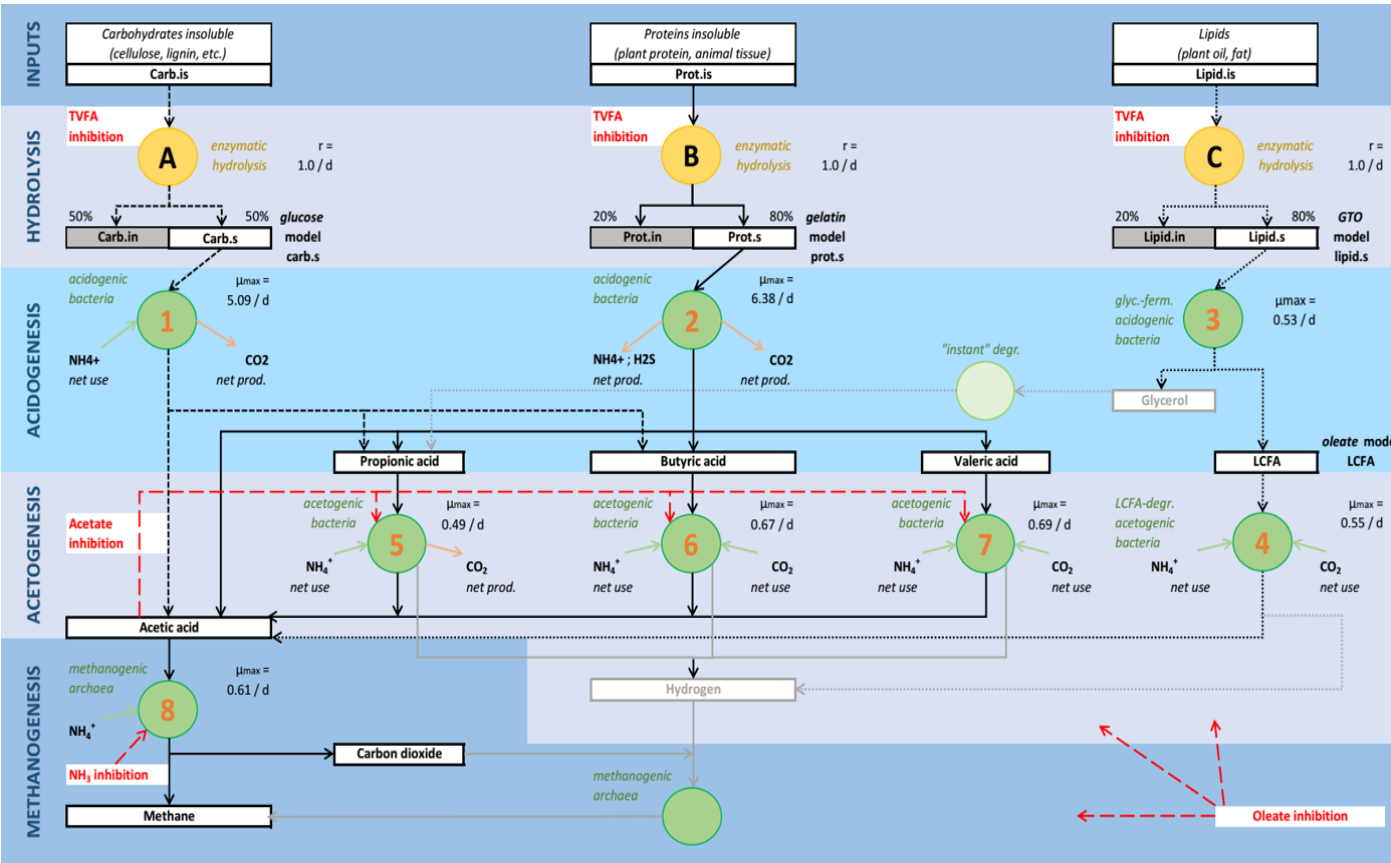 INPUTS
Carbohydrates insoluble
(cellulose, lignin, etc.)
Carb.is
Proteins insoluble
(plant protein, animal tissue)
Prot.is
Lipids
(plant oil, fat)
Lipid.is
HYDROLYSIS
TVFA
inhibition
A
enzymatic
hydrolysis
r =
1.0 / d
50%
50%
Carb.in
Carb.s
glucose
model
carb.s
TVFA
inhibition
B
enzymatic
hydrolysis
r =
1.0 / d
20%
80%
Prot.in
Prot.s
gelatin
model
prot.s
TVFA
inhibition
C
enzymatic
hydrolysis
r =
1.0 / d
20%
80%
Lipid.in
Lipid.s
GTO
model
lipid.s
ACIDOGENESIS
acidogenic
bacteria
1
µmax =
5.09 / d
NH4+
net use
CO2
net prod.
acidogenic
bacteria
2
µmax =
6.38 / d
NH4+ ; H2S
net prod.
CO2
net prod.
glyc.-ferm.
acidogenic
bacteria
3
µmax =
0.53 / d
"instant" degr.
Glycerol
Propionic acid
Butyric acid
Valeric acid
LCFA
oleate mode
LCFA
ACETOGENESIS
Acetate
inhibition
acetogenic
bacteria
5
µmax =
0.49 / d
NH₄⁺
net use
CO₂
net prod.
acetogenic
bacteria
6
µmax =
0.67 / d
NH₄⁺
net use
CO₂
net use
acetogenic
bacteria
7
µmax =
0.69 / d
NH₄⁺
net use
CO₂
net use
LCFA-degr.
acetogenic
bacteria
4
µmax =
0.55 / d
NH₄⁺
net use
CO₂
net use
Acetic acid
METHANOGENESIS
methanogenic
archaea
8
µmax =
0.61 / d
NH₄⁺
NH₃ inhibition
Hydrogen
Carbon dioxide
methanogenic
archaea
Methane
Oleate inhibition